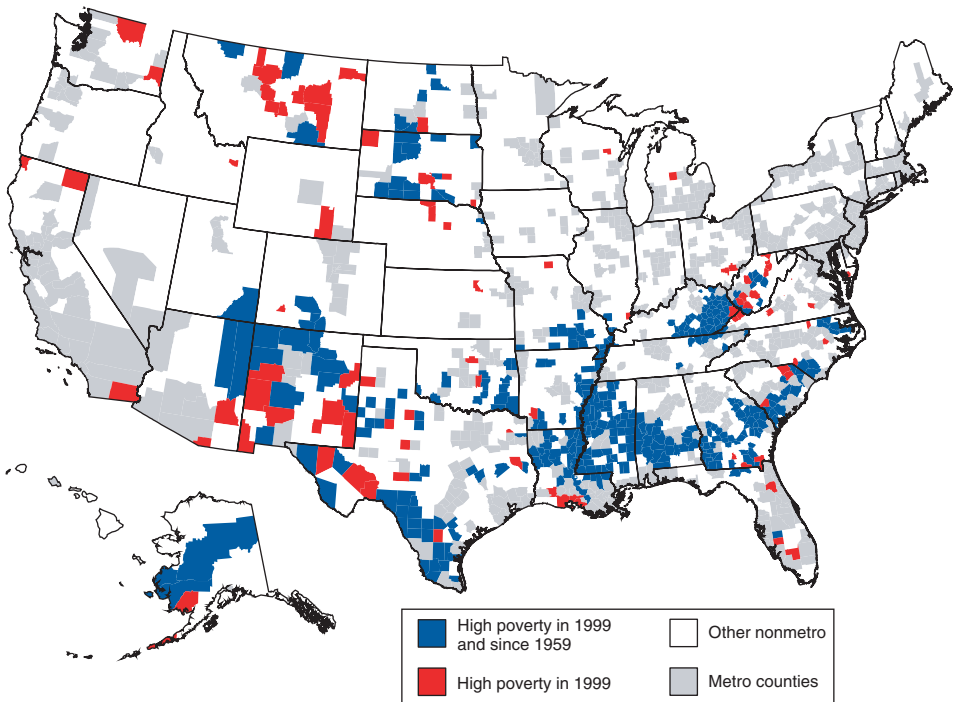 High poverty in 1999
and since 1959
Other nonmetro
High poverty in 1999
Metro counties